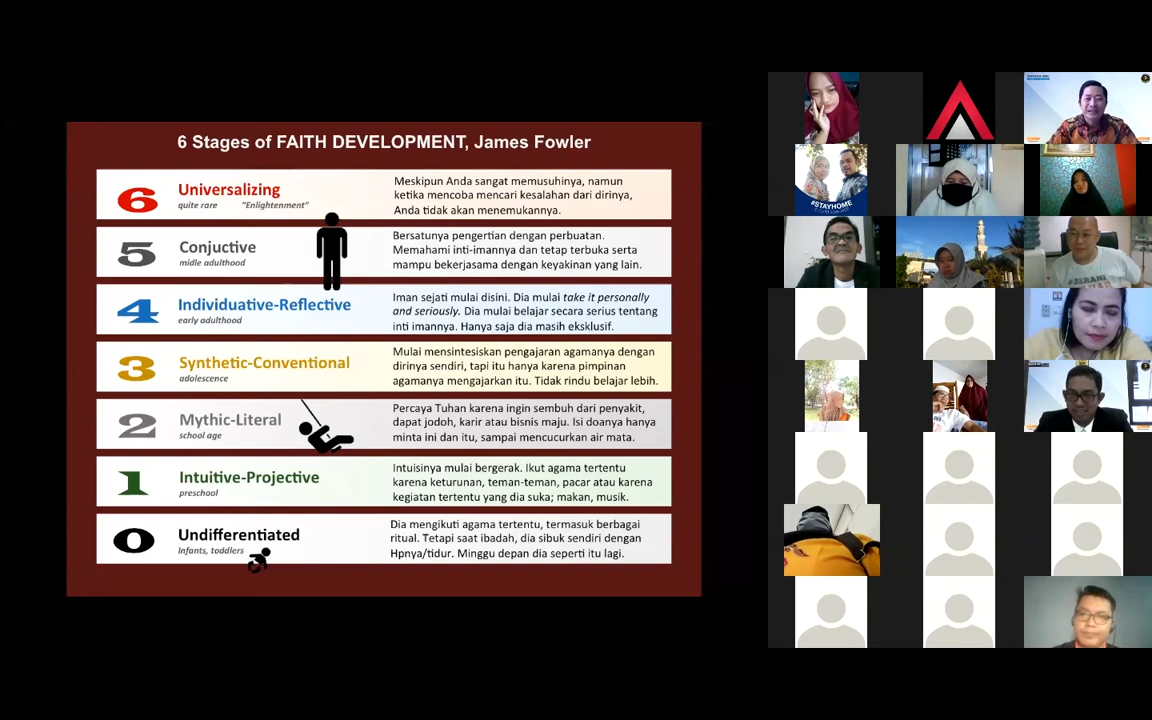 6 Stages of FAITH DEVELOPMENT, James Fowler
6
Universalizing
quite rare "Enlightenment"
Meskipun Anda sangat memusuhinya, namun
ketika mencoba mencari kesalahan dari dirinya,
Anda tidak akan menemukannya.
5
Conjuctive
midle adulthood
Bersatunya pengertian dengan perbuatan.
Memahami inti-imannya dan tetap terbuka serta
mampu bekerjasama dengan keyakinan yang lain.
4
Individuative-Reflective
early adulthood
Iman sejati mulai disini. Dia mulai take it personally
and seriously. Dia mulai belajar secara serius tentang
inti imannya. Hanya saja dia masih eksklusif.
3
Synthetic-Conventional
adolescence
Mulai mensintesiskan pengajaran agamanya dengan
dirinya sendiri, tapi itu hanya karena pimpinan
agamanya mengajarkan itu. Tidak rindu belajar lebih.
2
Mythic-Literal
school age
Percaya Tuhan karena ingin sembuh dari penyakit,
dapat jodoh, karir atau bisnis maju. Isi doanya hanya
minta ini dan itu, sampai mencucurkan air mata.
1
Intuitive-Projective
preschool
Intuisinya mulai bergerak. Ikut agama tertentu
karena keturunan, teman-teman, pacar atau karena
kegiatan tertentu yang dia suka; makan, musik.
0
Undifferentiated
Infants, toddlers
Dia mengikuti agama tertentu, termasuk berbagai
ritual. Tetapi saat ibadah, dia sibuk sendiri dengan
Hpnya/tidur. Minggu depan dia seperti itu lagi.
#STAYHOME